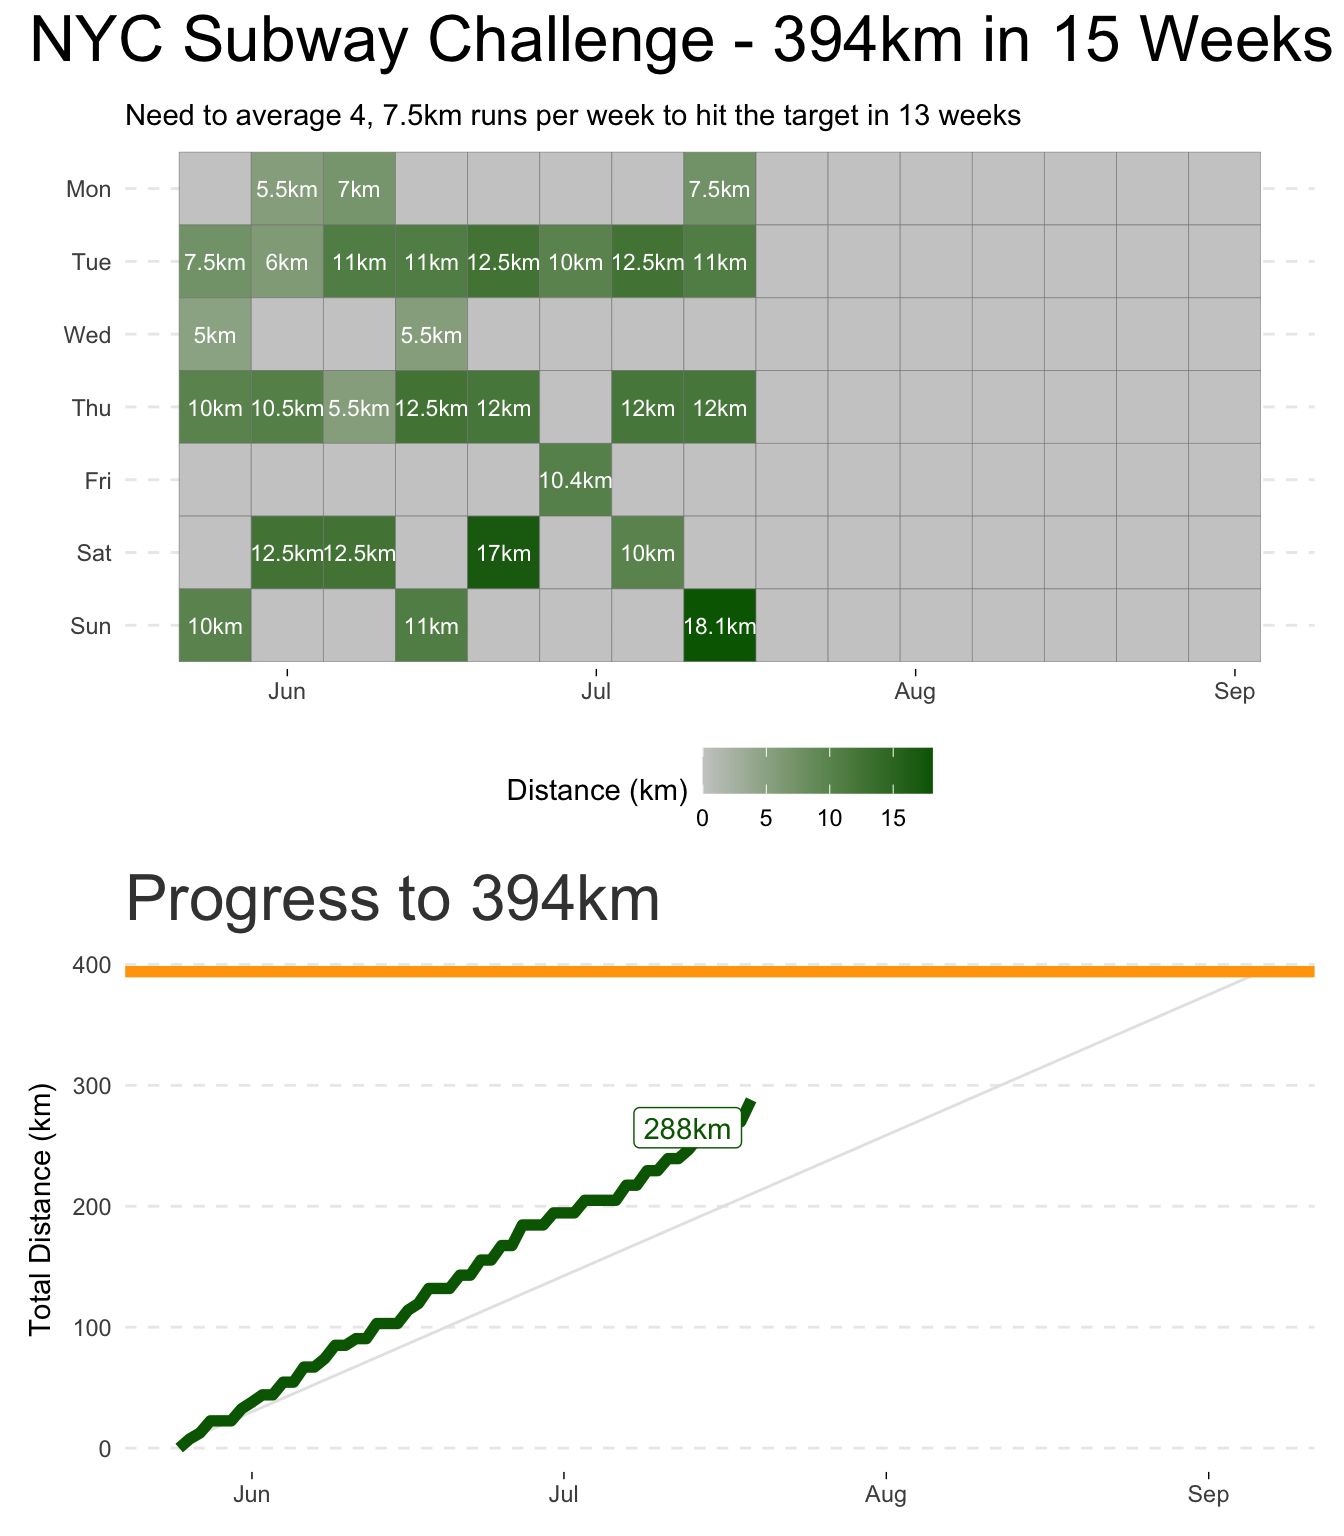 NYC Subway Challenge - 394km in 15 Weeks
Need to average 4, 7.5km runs per week to hit the target in 13 weeks
Mon 5.5km 7km 7.5km
Tue 7.5km 6km 11km 11km 12.5km 10km 12.5km 11km
Wed 5km 5.5km
Thu 10km 10.5km 5.5km 12.5km 12km 12km 12km
Fri 10.4km
Sat 12.5km 12.5km 17km 10km
Sun 10km 11km 18.1km
Jun Jul Aug Sep
Distance (km)
0 5 10 15
Progress to 394km
Total Distance (km)
400
300
288km
200
100
0
Jun Jul Aug Sep